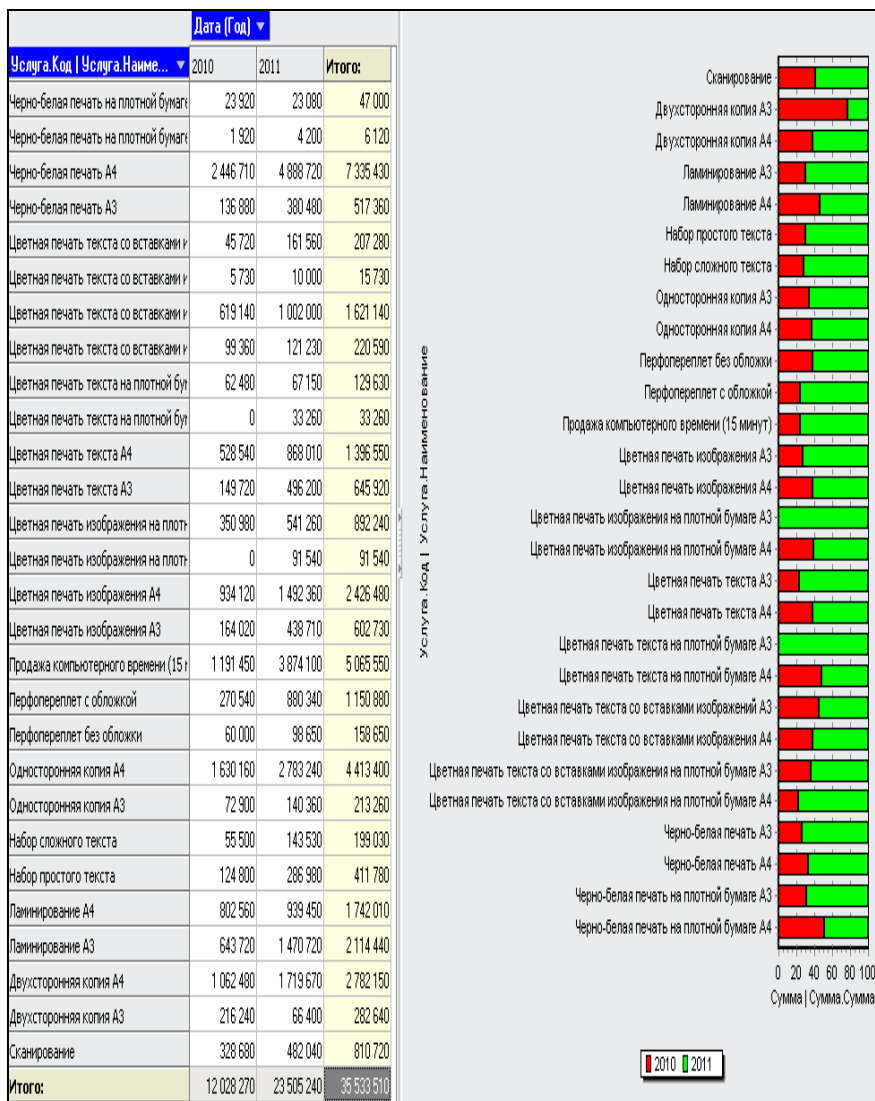 Дата (Год)
Услуга.Код | Услуга.Наиме... 2010 2011 Итого:
Черно-белая печать на плотной бумаге 23 920 23 080 47 000
Черно-белая печать на плотной бумаге 1 920 4 200 6 120
Черно-белая печать А4 2 446 710 4 888 720 7 335 430
Черно-белая печать А3 136 880 380 480 517 360
Цветная печать текста со вставками и 45 720 161 560 207 280
Цветная печать текста со вставками и 5 730 10 000 15 730
Цветная печать текста со вставками и 619 140 1 002 000 1 621 140
Цветная печать текста со вставками и 99 360 121 230 220 590
Цветная печать текста на плотной бу 62 480 67 150 129 630
Цветная печать текста на плотной бу 0 33 260 33 260
Цветная печать текста А4 528 540 868 010 1 396 550
Цветная печать текста А3 149 720 496 200 645 920
Цветная печать изображения на плот 350 980 541 260 892 240
Цветная печать изображения на плот 0 91 540 91 540
Цветная печать изображения А4 934 120 1 492 360 2 426 480
Цветная печать изображения А3 164 020 438 710 602 730
Продажа компьютерного времени (15 1 191 450 3 874 100 5 065 550
Перфопереплет с обложкой 270 540 880 340 1 150 880
Перфопереплет без обложки 60 000 98 650 158 650
Односторонняя копия А4 1 630 160 2 783 240 4 413 400
Односторонняя копия А3 72 900 140 360 213 260
Набор сложного текста 55 500 143 530 199 030
Набор простого текста 124 800 286 980 411 780
Ламинирование А4 802 560 939 450 1 742 010
Ламинирование А3 643 720 1 470 720 2 114 440
Двухсторонняя копия А4 1 062 480 1 719 670 2 782 150
Двухсторонняя копия А3 216 240 66 400 282 640
Сканирование 328 680 482 040 810 720
Итого: 12 028 270 23 505 240 35 533 510
Услуга.Код | Услуга.Наименование
Сканирование
Двухсторонняя копия А3
Двухсторонняя копия А4
Ламинирование А3
Ламинирование А4
Набор простого текста
Набор сложного текста
Односторонняя копия А3
Односторонняя копия А4
Перфопереплет без обложки
Перфопереплет с обложкой
Продажа компьютерного времени (15 минут)
Цветная печать изображения А3
Цветная печать изображения А4
Цветная печать изображения на плотной бумаге А3
Цветная печать изображения на плотной бумаге А4
Цветная печать текста А3
Цветная печать текста А4
Цветная печать текста на плотной бумаге А3
Цветная печать текста на плотной бумаге А4
Цветная печать текста со вставками изображений А3
Цветная печать текста со вставками изображения А4
Цветная печать текста со вставками изображения на плотной бумаге А3
Цветная печать текста со вставками изображения на плотной бумаге А4
Черно-белая печать А3
Черно-белая печать А4
Черно-белая печать на плотной бумаге А3
Черно-белая печать на плотной бумаге А4
0 20 40 60 80 100
Сумма | Сумма.Сумма
2010 2011